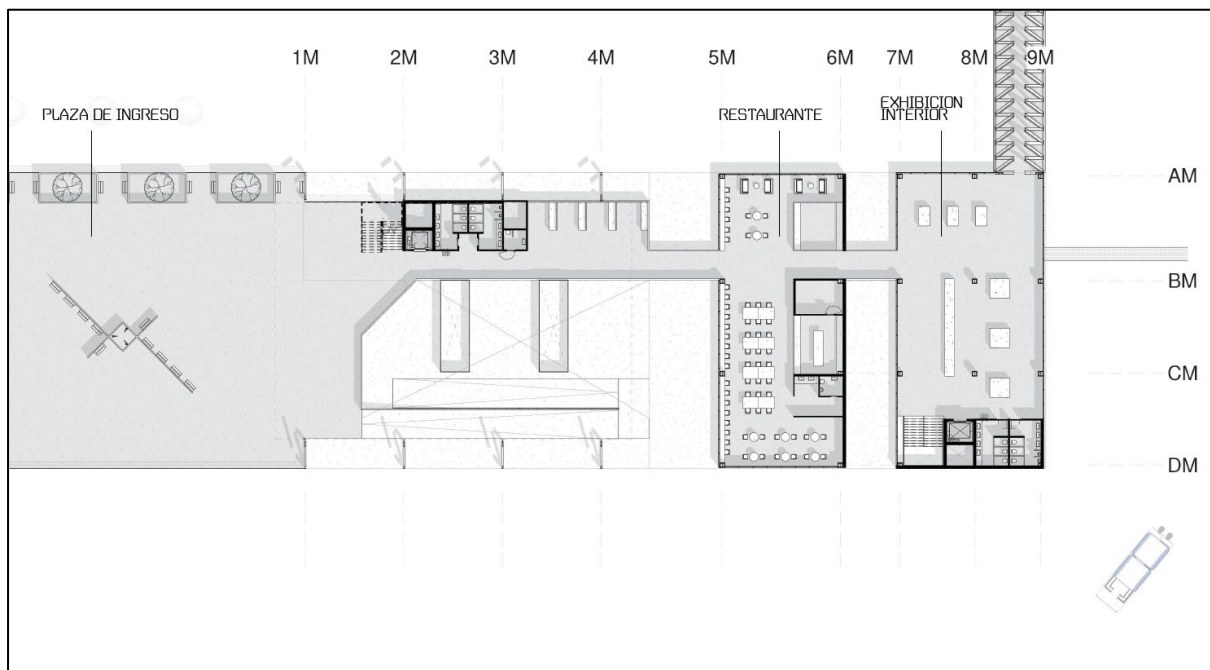 1M 2M 3M 4M 5M 6M 7M 8M 9M
PLAZA DE INGRESO
RESTAURANTE
EXHIBICION
INTERIOR
AM
BM
CM
DM